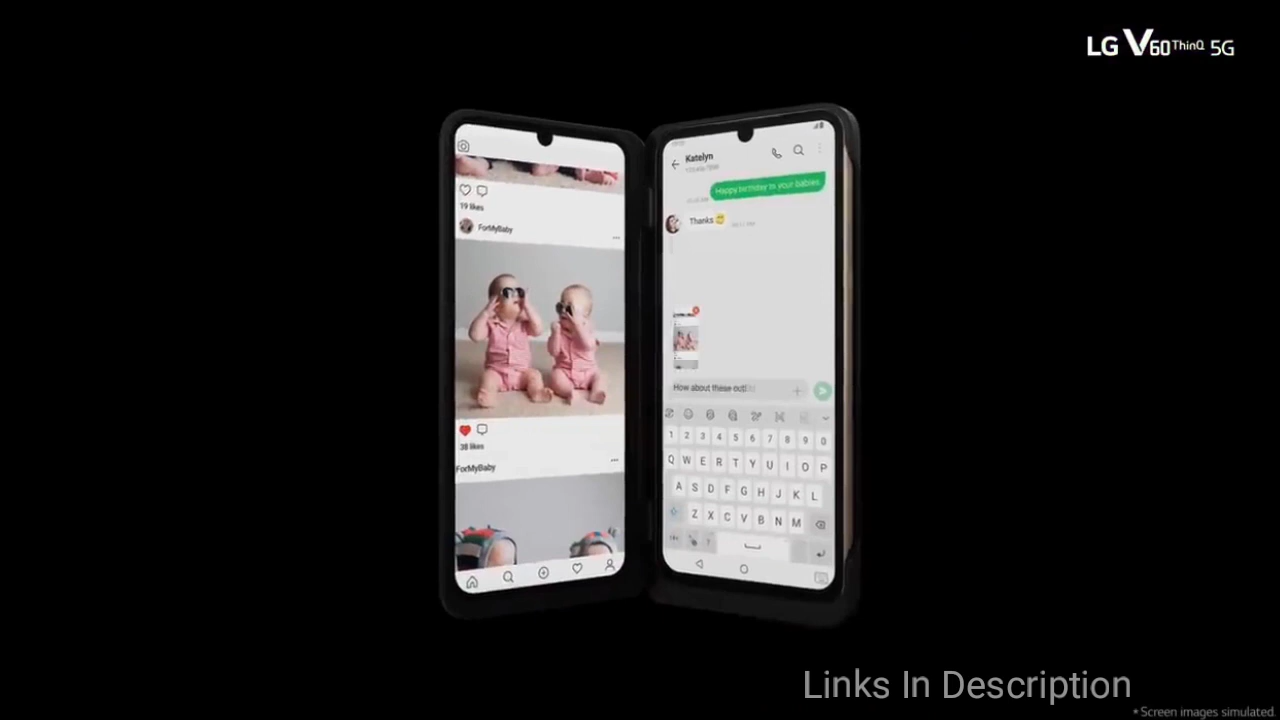 LG V60 ThinQ 5G
19 likes
ForMyBaby
38 likes
ForMyBaby
Katelyn
Happy birthday to your babies
Thanks
How about these outi
1 2 3 4 5 6 7 8 9 0
Q W E R T Y U I O P
A S D F G H J K L
Z X C V B N M
Links In Description
* Screen images simulated.